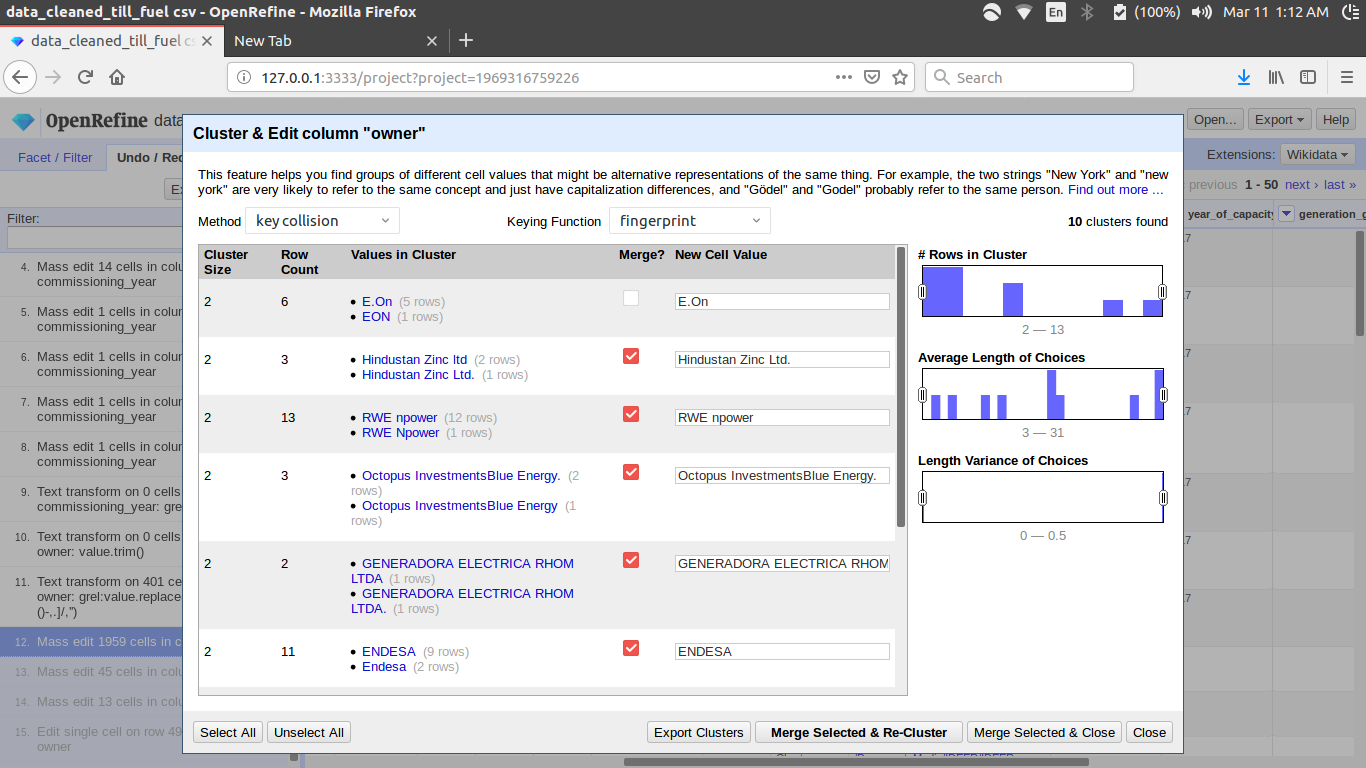 data_cleaned_till_fuel csv - OpenRefine - Mozilla Firefox
En
(100%)
Mar 11 1:12 AM
data_cleaned_till_fuel cs
New Tab
127.0.0.1:3333/project?project=1969316759226
Search
OpenRefine data
Open...
Export
Help
Facet / Filter
Undo / Red
Extensions:
Wikidata
previous 1 - 50 next › last »
Filter:
year_of_capacity
generation_g
4. Mass edit 14 cells in colu
commissioning_year
5. Mass edit 1 cells in colur
commissioning_year
6. Mass edit 1 cells in colur
commissioning_year
7. Mass edit 1 cells in colur
commissioning_year
8. Mass edit 1 cells in colur
commissioning_year
9. Text transform on 0 cells
commissioning_year: gre
10. Text transform on 0 cells
owner: value.trim()
11. Text transform on 401 ce
owner: grel:value.replace
()-,.]/,'')
12. Mass edit 1959 cells in c
13. Mass edit 45 cells in colu
14. Mass edit 13 cells in colu
15. Edit single cell on row 49
owner
Cluster & Edit column "owner"
This feature helps you find groups of different cell values that might be alternative representations of the same thing. For example, the two strings "New York" and "new
york" are very likely to refer to the same concept and just have capitalization differences, and "Gödel" and "Godel" probably refer to the same person. Find out more ...
Method key collision
Keying Function fingerprint
10 clusters found
Cluster Size
Row Count
Values in Cluster
Merge?
New Cell Value
2 6 E.On (5 rows) E.On
EON (1 rows)
2 3 Hindustan Zinc ltd (2 rows) Hindustan Zinc Ltd.
Hindustan Zinc Ltd. (1 rows)
2 13 RWE npower (12 rows) RWE npower
RWE Npower (1 rows)
2 3 Octopus InvestmentsBlue Energy. (2 Octopus InvestmentsBlue Energy.
rows)
Octopus InvestmentsBlue Energy (1
rows)
2 2 GENERADORA ELECTRICA RHOM GENERADORA ELECTRICA RHOM
LTDA (1 rows)
GENERADORA ELECTRICA RHOM
LTDA. (1 rows)
2 11 ENDESA (9 rows) ENDESA
Endesa (2 rows)
# Rows in Cluster
2 — 13
Average Length of Choices
3 — 31
Length Variance of Choices
0 — 0.5
Select All
Unselect All
Export Clusters
Merge Selected & Re-Cluster
Merge Selected & Close
Close